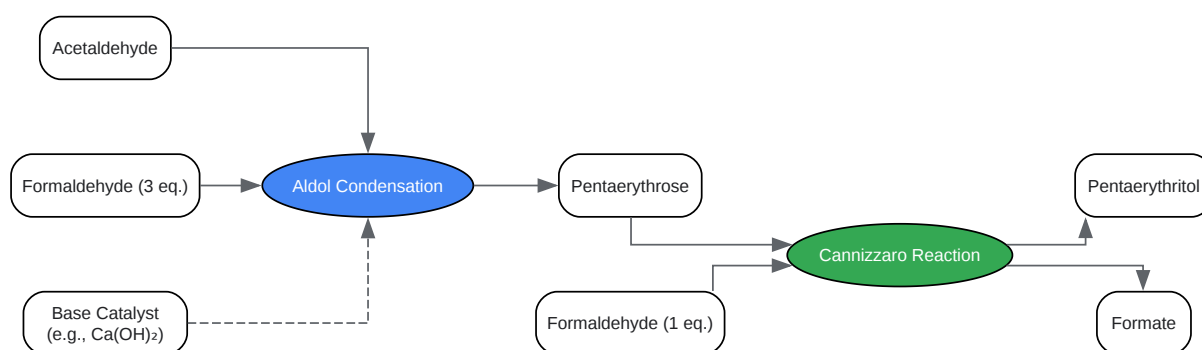 Acetaldehyde
Formaldehyde (3 eq.)
Aldol Condensation
Pentaerythrose
Pentaerythritol
Cannizzaro Reaction
Base Catalyst
(e.g., Ca(OH)₂)
Formaldehyde (1 eq.)
Formate